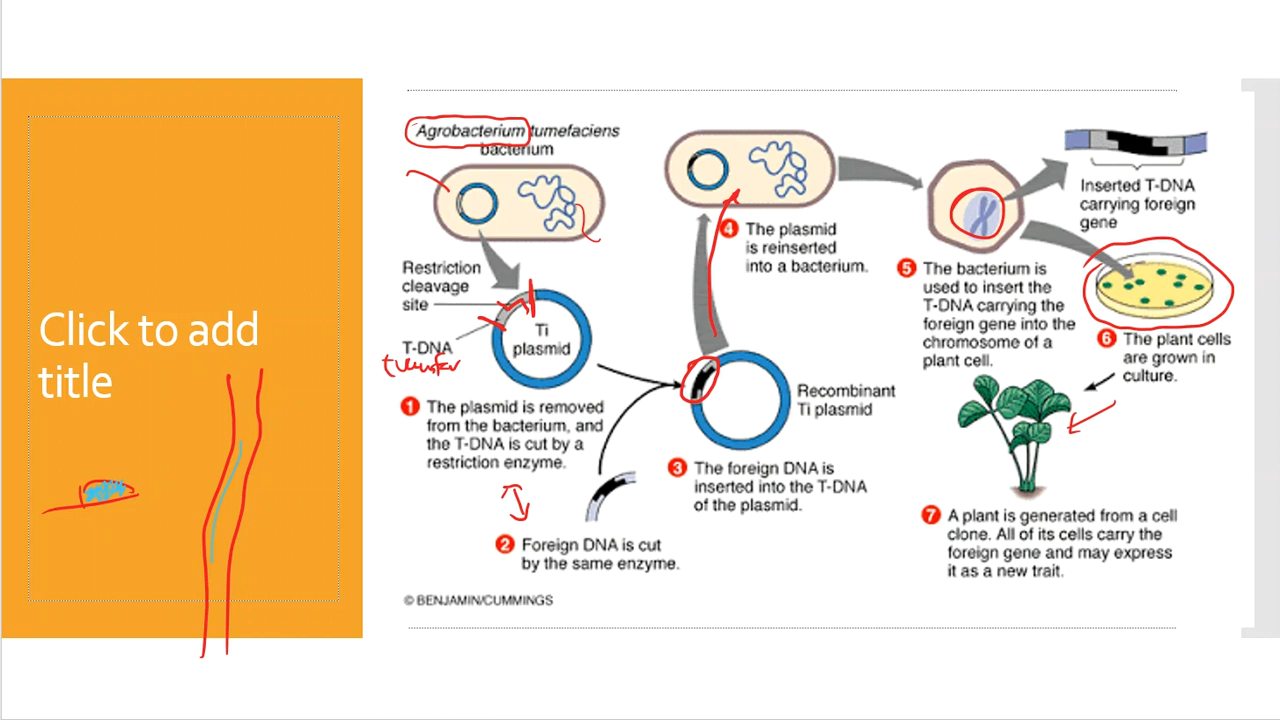 Click to add
title
Agrobacterium tumefaciens
bacterium
Restriction
cleavage
site
T-DNA
transfer
Ti
plasmid
1 The plasmid is removed
from the bacterium, and
the T-DNA is cut by a
restriction enzyme.
2 Foreign DNA is cut
by the same enzyme.
Recombinant
Ti plasmid
3 The foreign DNA is
inserted into the T-DNA
of the plasmid.
4 The plasmid
is reinserted
into a bacterium.
5 The bacterium is
used to insert the
T-DNA carrying the
foreign gene into the
chromosome of a
plant cell.
Inserted T-DNA
carrying foreign
gene
6 The plant cells
are grown in
culture.
7 A plant is generated from a cell
clone. All of its cells carry the
foreign gene and may express
it as a new trait.
© BENJAMIN/CUMMINGS